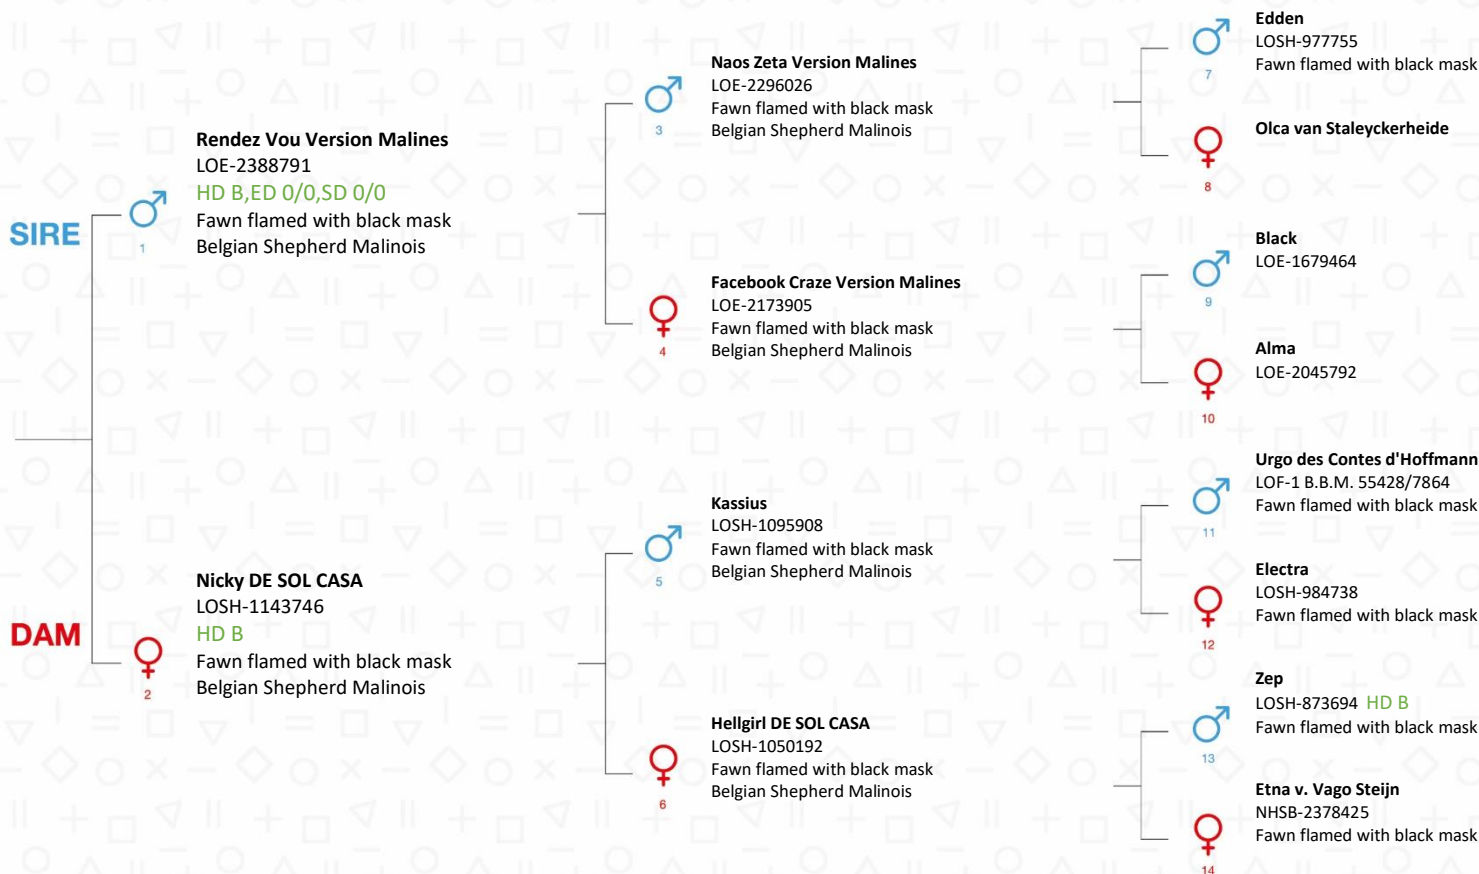 SIRE
1
Rendez Vou Version Malines
LOE-2388791
HD B,ED 0/0,SD 0/0
Fawn flamed with black mask
Belgian Shepherd Malinois
DAM
2
Nicky DE SOL CASA
LOSH-1143746
HD B
Fawn flamed with black mask
Belgian Shepherd Malinois
3
Naos Zeta Version Malines
LOE-2296026
Fawn flamed with black mask
Belgian Shepherd Malinois
4
Facebook Craze Version Malines
LOE-2173905
Fawn flamed with black mask
Belgian Shepherd Malinois
5
Kassius
LOSH-1095908
Fawn flamed with black mask
Belgian Shepherd Malinois
6
Hellgirl DE SOL CASA
LOSH-1050192
Fawn flamed with black mask
Belgian Shepherd Malinois
7
Edden
LOSH-977755
Fawn flamed with black mask
8
Olca van Staleyckerheide
9
Black
LOE-1679464
10
Alma
LOE-2045792
11
Urgo des Contes d'Hoffmann
LOF-1 B.B.M. 55428/7864
Fawn flamed with black mask
12
Electra
LOSH-984738
Fawn flamed with black mask
13
Zep
LOSH-873694 HD B
Fawn flamed with black mask
14
Etna v. Vago Steijn
NHSB-2378425
Fawn flamed with black mask